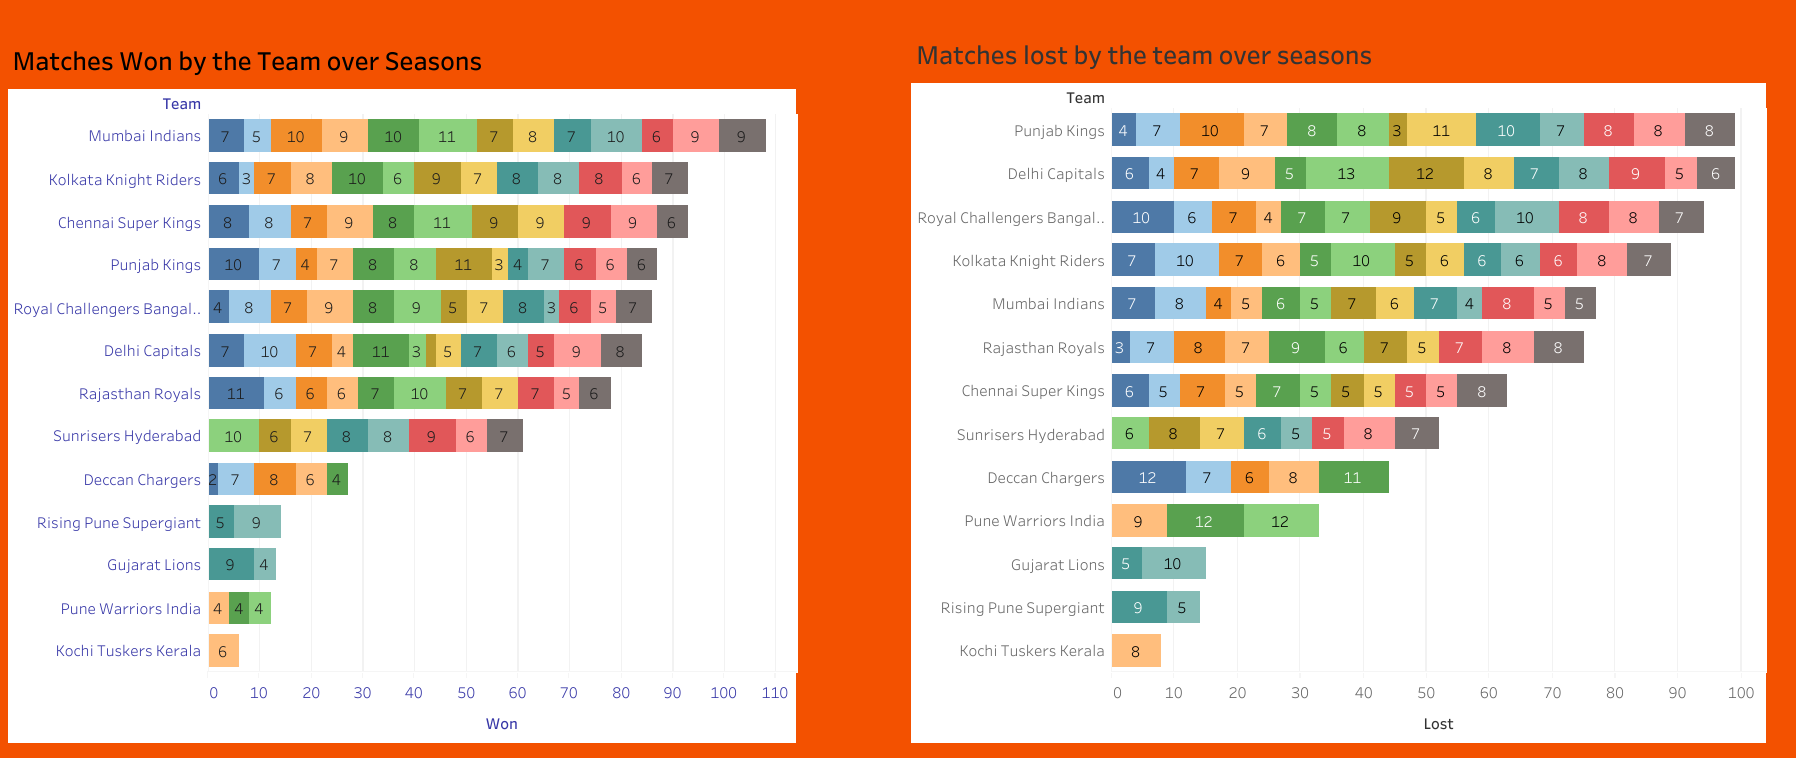 Matches Won by the Team over Seasons
Team
Mumbai Indians 7 5 10 9 10 11 7 8 7 10 6 9 9
Kolkata Knight Riders 6 3 7 8 10 6 9 7 8 8 8 6 7
Chennai Super Kings 8 8 7 9 8 11 9 9 9 9 6
Punjab Kings 10 7 4 7 8 8 11 3 4 7 6 6 6
Royal Challengers Bangal.. 4 8 7 9 8 9 5 7 8 3 6 5 7
Delhi Capitals 7 10 7 4 11 3 5 7 6 5 9 8
Rajasthan Royals 11 6 6 6 7 10 7 7 7 5 6
Sunrisers Hyderabad 10 6 7 8 8 9 6 7
Deccan Chargers 2 7 8 6 4
Rising Pune Supergiant 5 9
Gujarat Lions 9 4
Pune Warriors India 4 4 4
Kochi Tuskers Kerala 6
0 10 20 30 40 50 60 70 80 90 100 110
Won
Matches lost by the team over seasons
Team
Punjab Kings 4 7 10 7 8 8 3 11 10 7 8 8 8
Delhi Capitals 6 4 7 9 5 13 12 8 7 8 9 5 6
Royal Challengers Bangal.. 10 6 7 4 7 7 9 5 6 10 8 8 7
Kolkata Knight Riders 7 10 7 6 5 10 5 6 6 6 6 8 7
Mumbai Indians 7 8 4 5 6 5 7 6 7 4 8 5 5
Rajasthan Royals 3 7 8 7 9 6 7 5 7 8 8
Chennai Super Kings 6 5 7 5 7 5 5 5 5 5 8
Sunrisers Hyderabad 6 8 7 6 5 5 8 7
Deccan Chargers 12 7 6 8 11
Pune Warriors India 9 12 12
Gujarat Lions 5 10
Rising Pune Supergiant 9 5
Kochi Tuskers Kerala 8
0 10 20 30 40 50 60 70 80 90 100
Lost